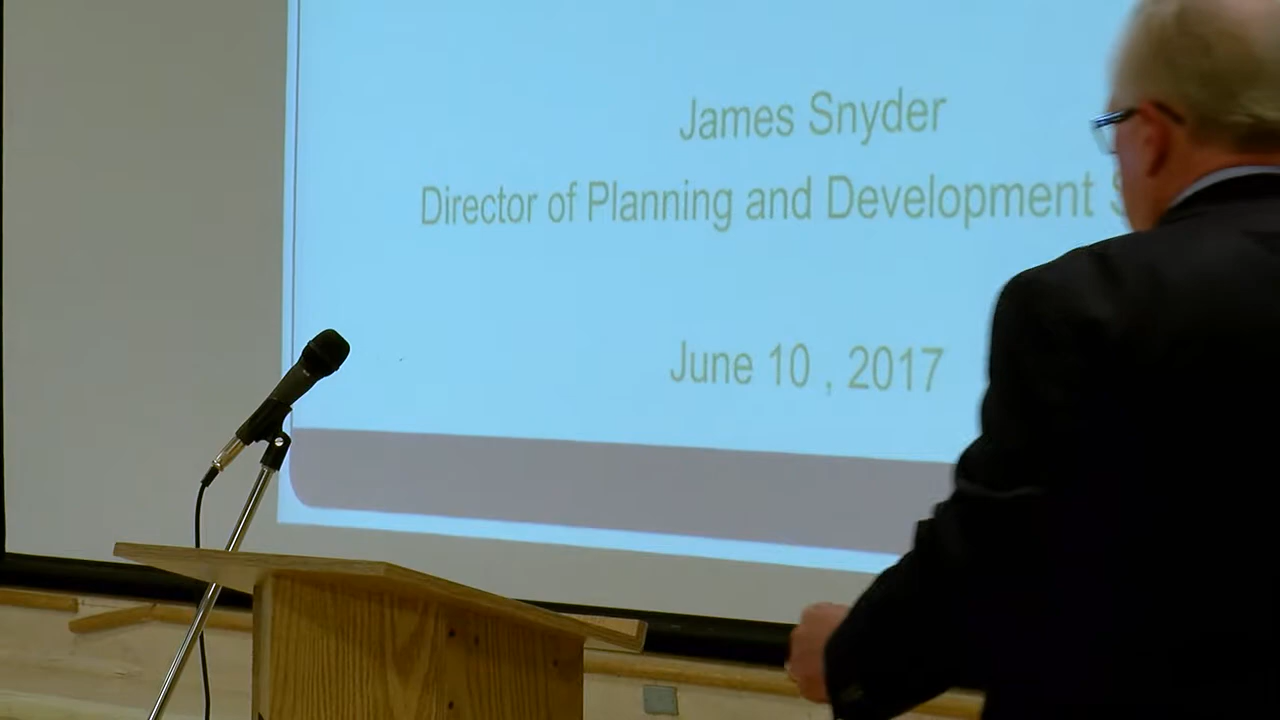 James Snyder
Director of Planning and Development
June 10 , 2017